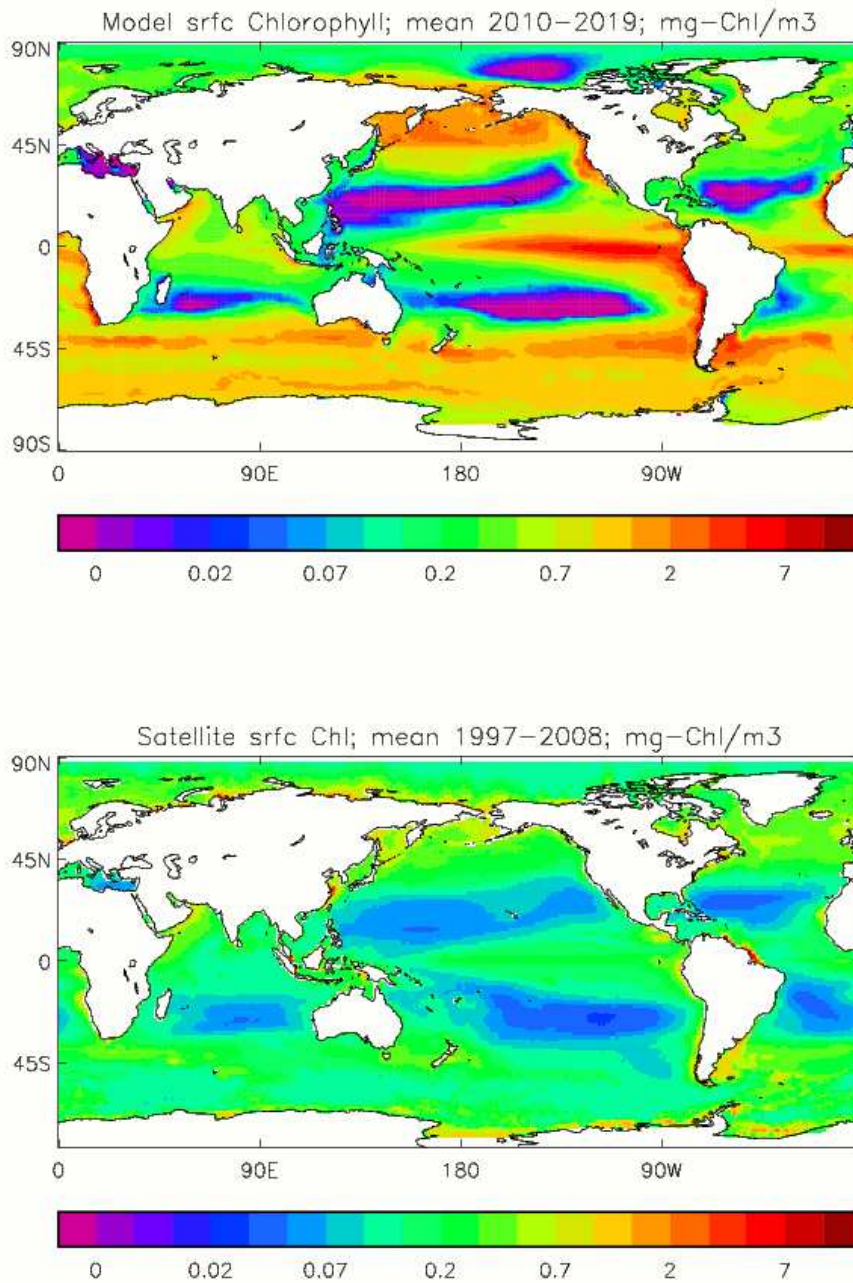 Model srfc Chlorophyll; mean 2010-2019; mg-Chl/m3
90N
45N
0
45S
90S
0 90E 180 90W
0 0.02 0.07 0.2 0.7 2 7
Satellite srfc Chl; mean 1997-2008; mg-Chl/m3
90N
45N
0
45S
0 90E 180 90W
0 0.02 0.07 0.2 0.7 2 7